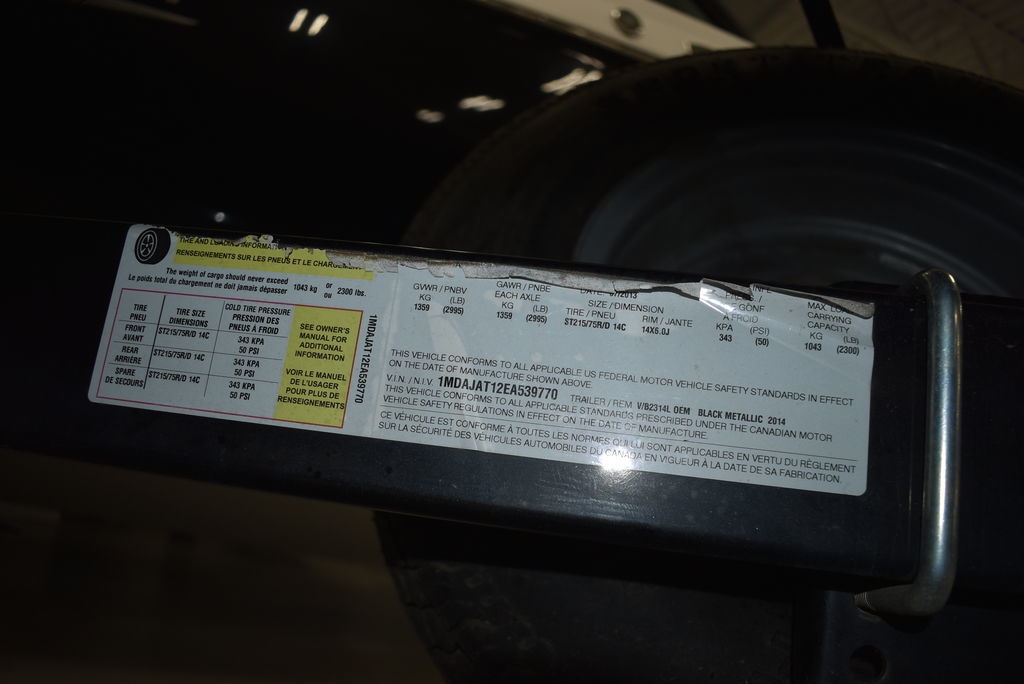 TIRE AND LOADING INFORMATION
RENSEIGNEMENTS SUR LES PNEUS ET LE CHARGEMENT
The weight of cargo should never exceed 1043 kg or 2300 lbs.
Le poids total du chargement ne doit jamais dépasser ou
TIRE PNEU
TIRE SIZE DIMENSIONS
COLD TIRE PRESSURE PRESSION DES PNEUS À FROID
FRONT AVANT
ST215/75R/D 14C
343 KPA
50 PSI
REAR ARRIÈRE
ST215/75R/D 14C
343 KPA
50 PSI
SPARE DE SECOURS
ST215/75R/D 14C
343 KPA
50 PSI
SEE OWNER'S
MANUAL FOR
ADDITIONAL
INFORMATION
VOIR LE MANUEL
DE L'USAGER
POUR PLUS DE
RENSEIGNEMENTS
1MDAJAT12EA539770
GVWR / PNBV
KG (LB)
1359 (2995)
GAWR / PNBE
EACH AXLE
KG (LB)
1359 (2995)
DATE: 07/2013
SIZE / DIMENSION
TIRE / PNEU RIM / JANTE
ST215/75R/D 14C 14X6.0J
GONF
A FROID
KPA (PSI)
343 (50)
MAX. LOAD
CARRYING
CAPACITY
KG (LB)
1043 (2300)
THIS VEHICLE CONFORMS TO ALL APPLICABLE US FEDERAL MOTOR VEHICLE SAFETY STANDARDS IN EFFECT
ON THE DATE OF MANUFACTURE SHOWN ABOVE.
V.I.N. / N.I.V. 1MDAJAT12EA539770 TRAILER / REM. V/B2314L OEM BLACK METALLIC 2014
THIS VEHICLE CONFORMS TO ALL APPLICABLE STANDARDS PRESCRIBED UNDER THE CANADIAN MOTOR
VEHICLE SAFETY REGULATIONS IN EFFECT ON THE DATE OF MANUFACTURE.
CE VÉHICULE EST CONFORME À TOUTES LES NORMES QUI LUI SONT APPLICABLES EN VERTU DU RÈGLEMENT
SUR LA SÉCURITÉ DES VÉHICULES AUTOMOBILES DU CANADA EN VIGUEUR À LA DATE DE SA FABRICATION.